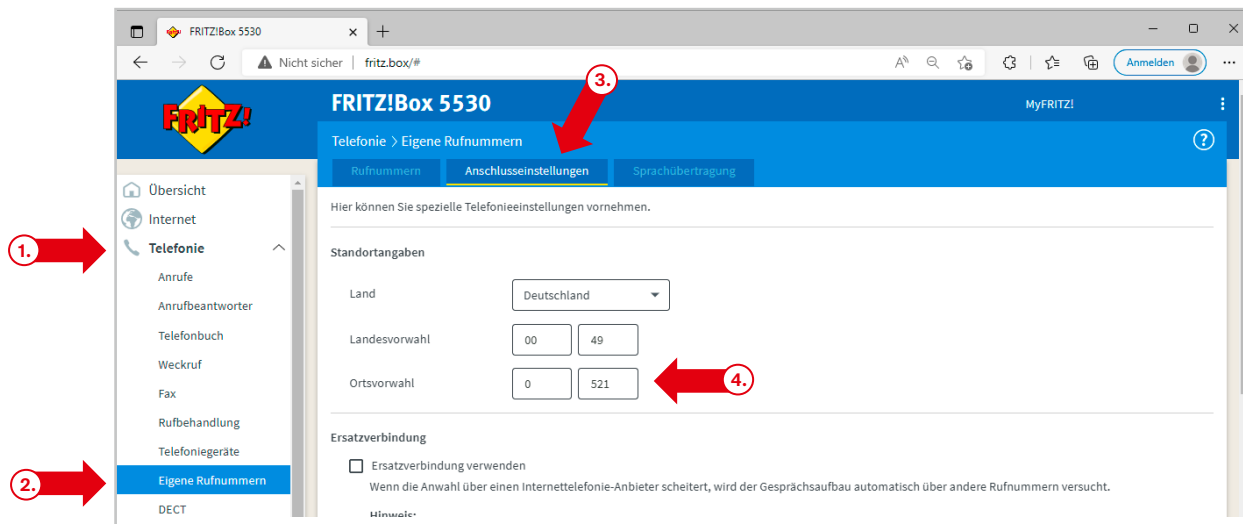 FRITZ!Box 5530
Nicht sicher | fritz.box/#
Anmelden
3.
FRITZ!
FRITZ!Box 5530
MyFRITZ!
Telefonie > Eigene Rufnummern
?
Rufnummern Anschlusseinstellungen Sprachübertragung
Übersicht
Internet
1.
Telefonie
Anrufe
Anrufbeantworter
Telefonbuch
Weckruf
Fax
Rufbehandlung
Telefoniegeräte
2.
Eigene Rufnummern
DECT
Hier können Sie spezielle Telefonieeinstellungen vornehmen.
Standortangaben
Land Deutschland
Landesvorwahl 00 49
Ortsvorwahl 0 521
4.
Ersatzverbindung
Ersatzverbindung verwenden
Wenn die Anwahl über einen Internettelefonie-Anbieter scheitert, wird der Gesprächsaufbau automatisch über andere Rufnummern versucht.
Hinweis: